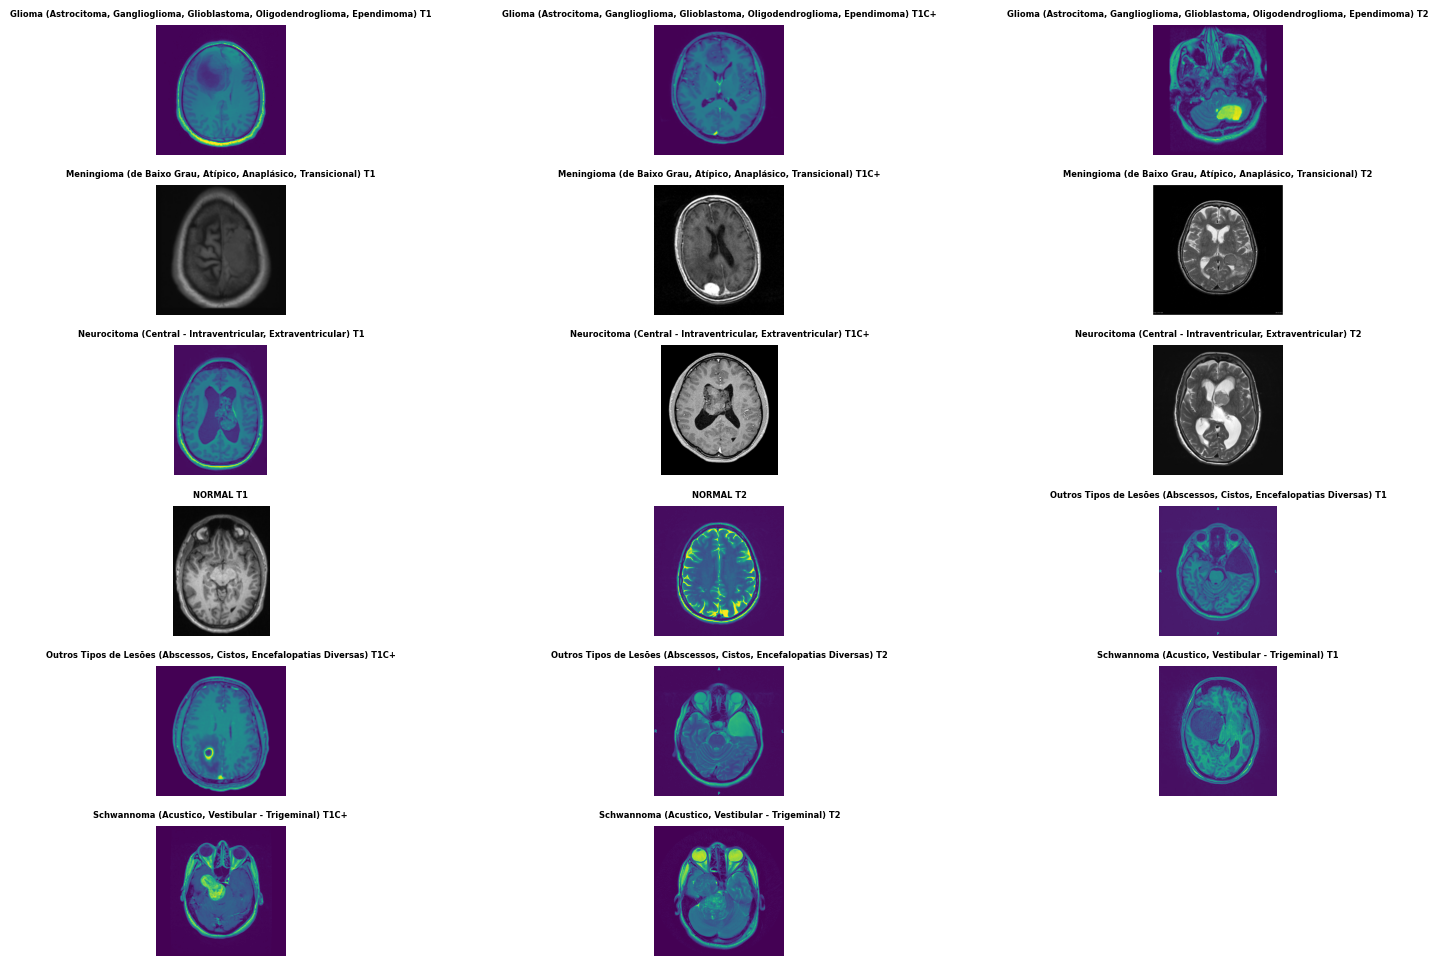 Glioma (Astrocitoma, Ganglioglioma, Glioblastoma, Oligodendroglioma, Ependimoma) T1
Glioma (Astrocitoma, Ganglioglioma, Glioblastoma, Oligodendroglioma, Ependimoma) T1C+
Glioma (Astrocitoma, Ganglioglioma, Glioblastoma, Oligodendroglioma, Ependimoma) T2
Meningioma (de Baixo Grau, Atípico, Anaplásico, Transicional) T1
Meningioma (de Baixo Grau, Atípico, Anaplásico, Transicional) T1C+
Meningioma (de Baixo Grau, Atípico, Anaplásico, Transicional) T2
Neurocitoma (Central - Intraventricular, Extraventricular) T1
Neurocitoma (Central - Intraventricular, Extraventricular) T1C+
Neurocitoma (Central - Intraventricular, Extraventricular) T2
NORMAL T1
NORMAL T2
Outros Tipos de Lesões (Abscessos, Cistos, Encefalopatias Diversas) T1
Outros Tipos de Lesões (Abscessos, Cistos, Encefalopatias Diversas) T1C+
Outros Tipos de Lesões (Abscessos, Cistos, Encefalopatias Diversas) T2
Schwannoma (Acustico, Vestibular - Trigeminal) T1
Schwannoma (Acustico, Vestibular - Trigeminal) T1C+
Schwannoma (Acustico, Vestibular - Trigeminal) T2